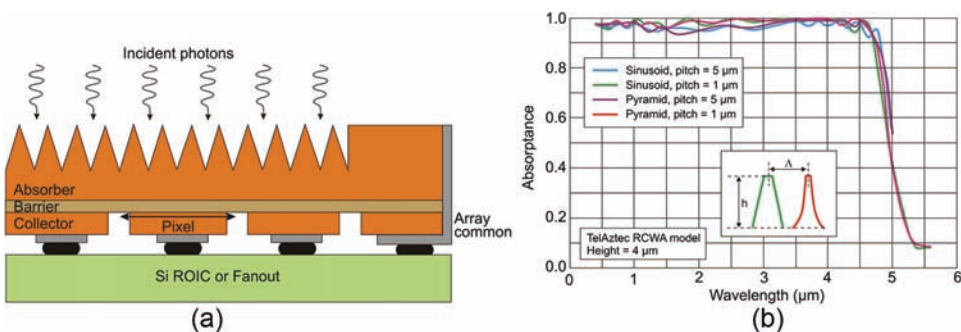 Incident photons
Absorber
Barrier
Collector
Pixel
Array
common
Si ROIC or Fanout
(a)
Absorptance
1.0
0.8
0.6
0.4
0.2
0.0
Sinusoid, pitch = 5 μm
Sinusoid, pitch = 1 μm
Pyramid, pitch = 5 μm
Pyramid, pitch = 1 μm
Λ
h
TelAztec RCWA model
Height = 4 μm
0 1 2 3 4 5 6
Wavelength (μm)
(b)